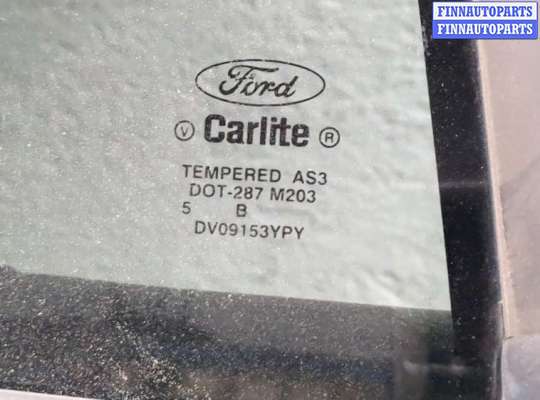 FINNAUTOPARTS
FINNAUTOPARTS
Ford
V Carlite R
TEMPERED AS3
DOT-287 M203
5 B
DV09153YPY